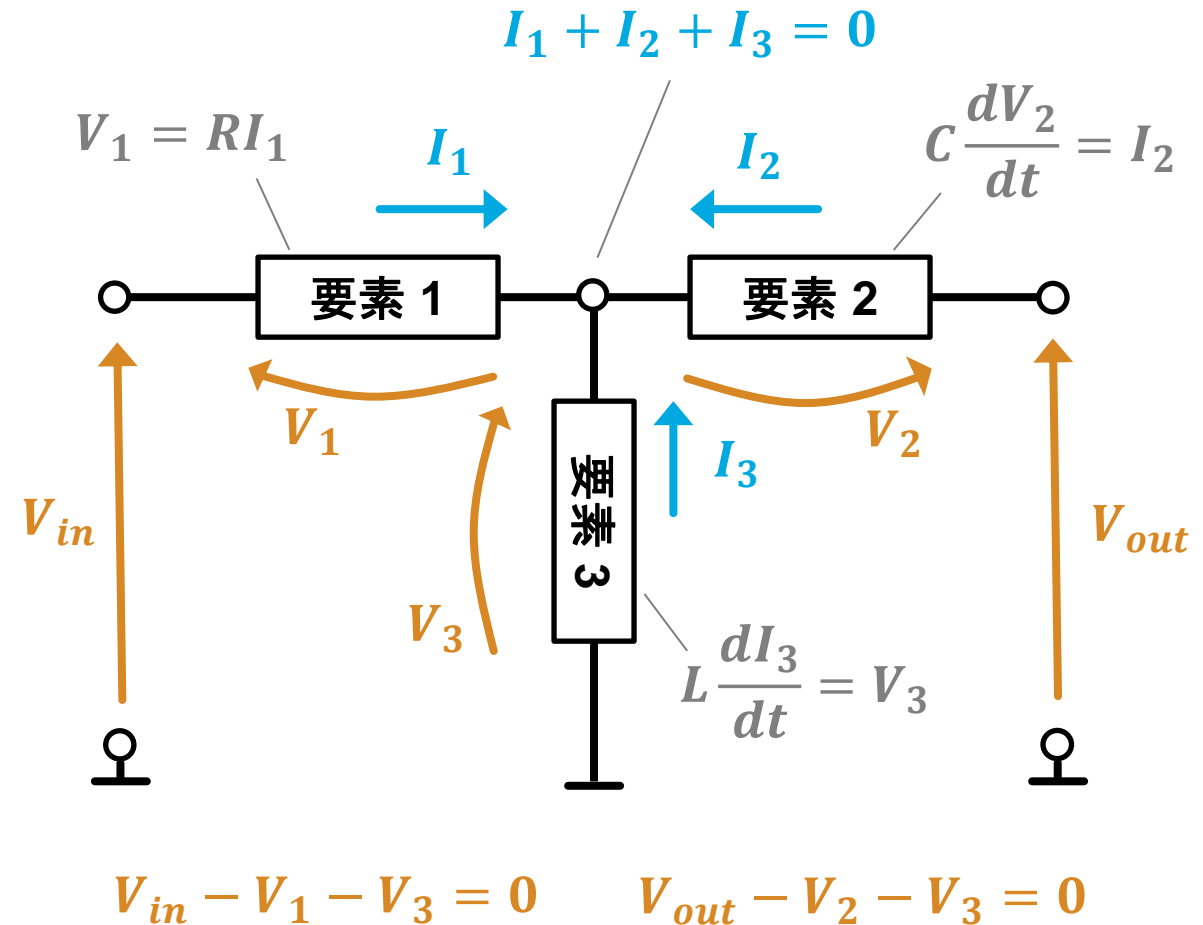 I₁ + I₂ + I₃ = 0
V₁ = RI₁
I₁
I₂
C dV₂/dt = I₂
要素 1
要素 2
V₁
V₂
要素 3
I₃
V_in
V_out
V₃
L dI₃/dt = V₃
V_in − V₁ − V₃ = 0
V_out − V₂ − V₃ = 0